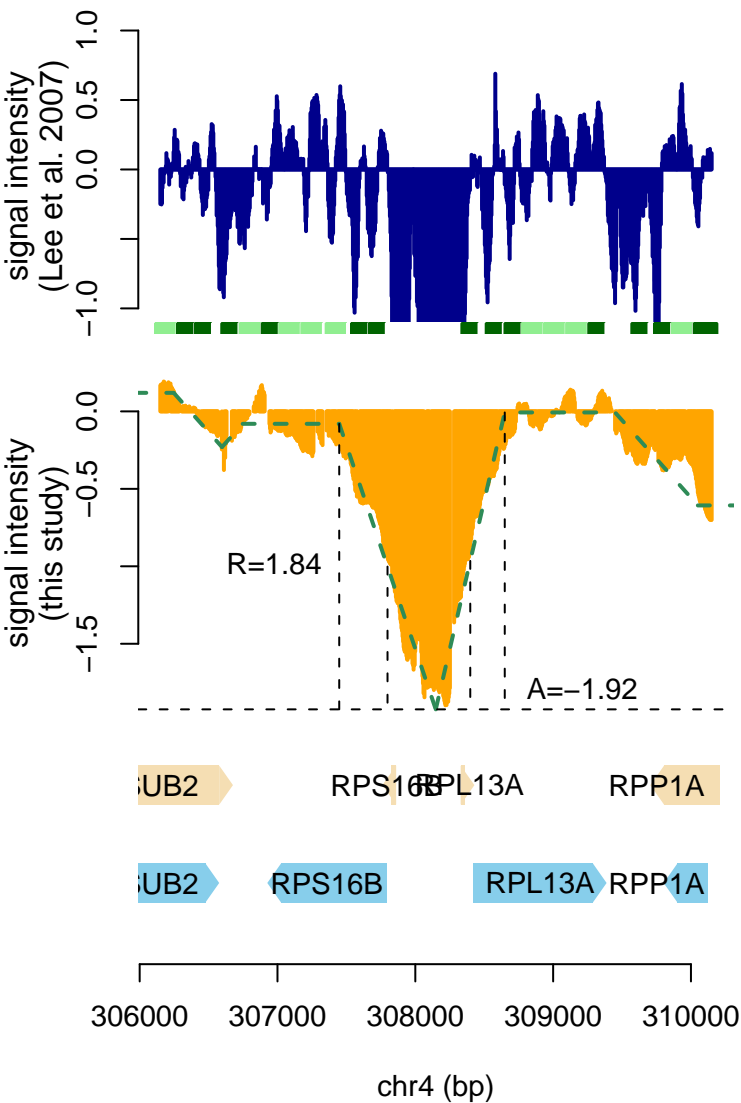 signal intensity
(Lee et al. 2007)
1.0
0.5
0.0
−1.0
signal intensity
(this study)
0.0
−0.5
−1.5
R=1.84
A=−1.92
SUB2 RPS16B RPL13A RPP1A
SUB2 RPS16B RPL13A RPP1A
306000 307000 308000 309000 310000
chr4 (bp)